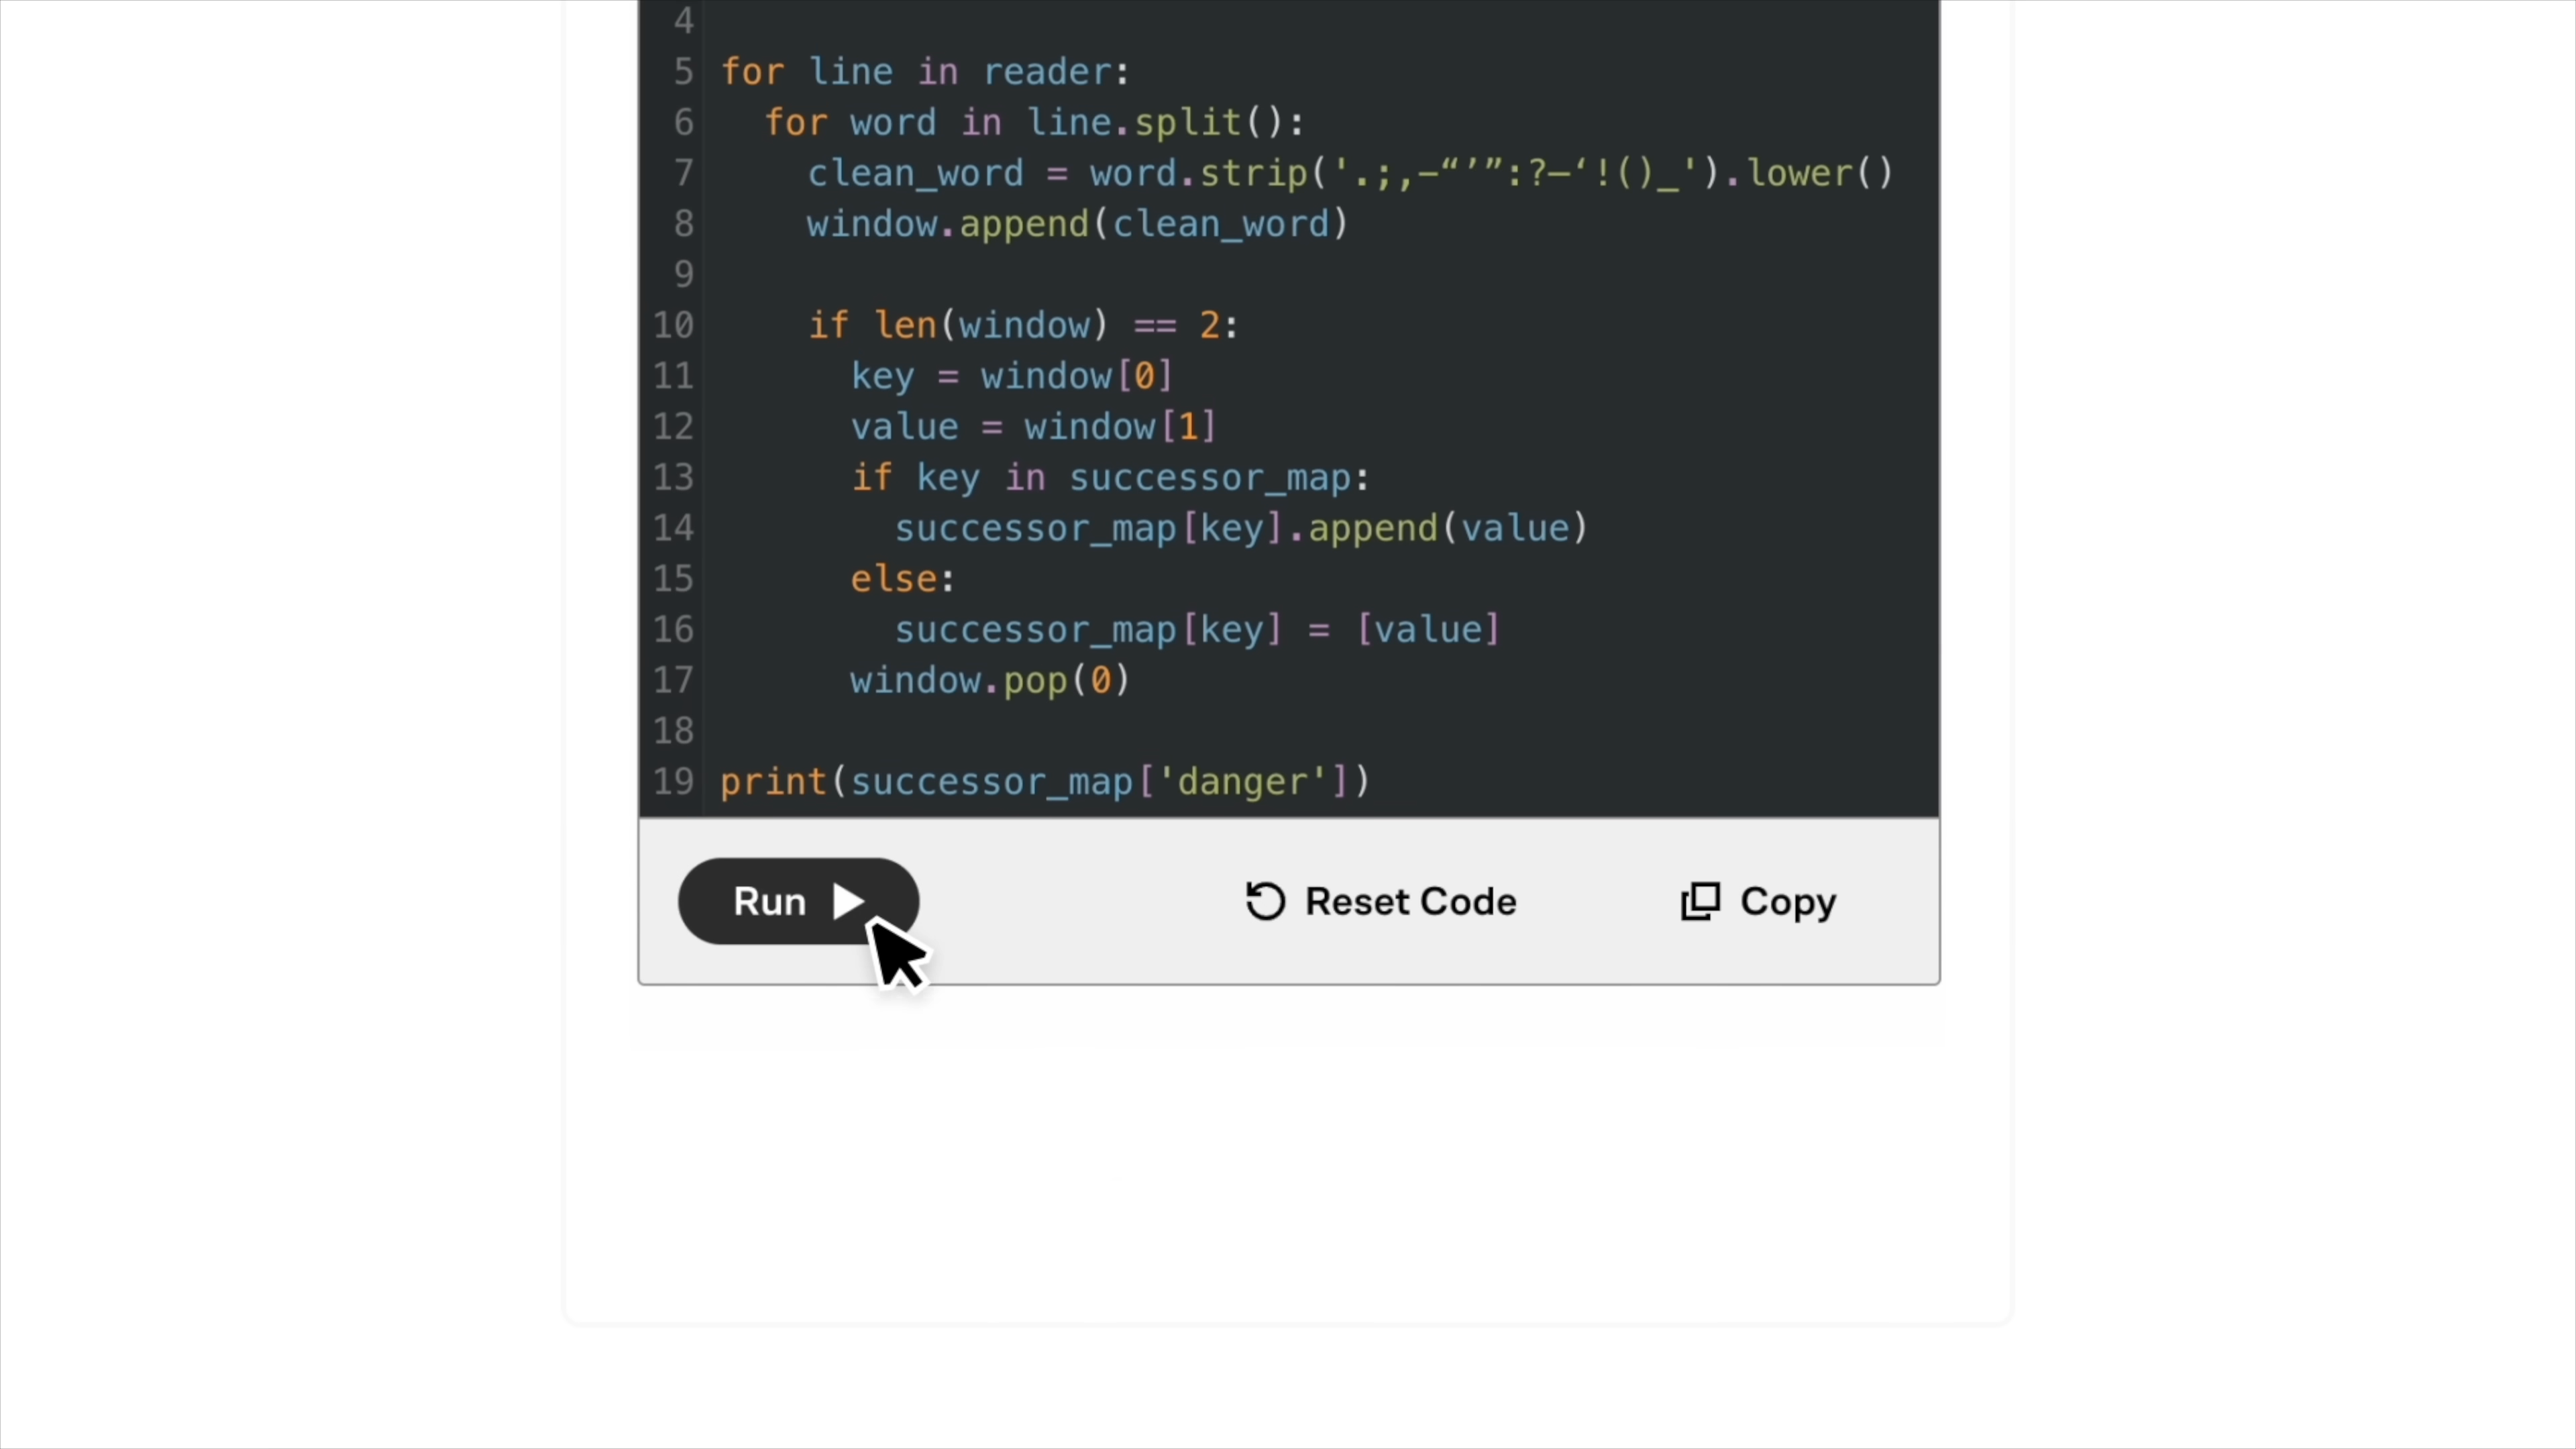 4
5 for line in reader:
6   for word in line.split():
7     clean_word = word.strip('.;,—“’”:?—‘!()_').lower()
8     window.append(clean_word)
9
10     if len(window) == 2:
11       key = window[0]
12       value = window[1]
13       if key in successor_map:
14         successor_map[key].append(value)
15       else:
16         successor_map[key] = [value]
17       window.pop(0)
18
19 print(successor_map['danger'])
Run Reset Code Copy